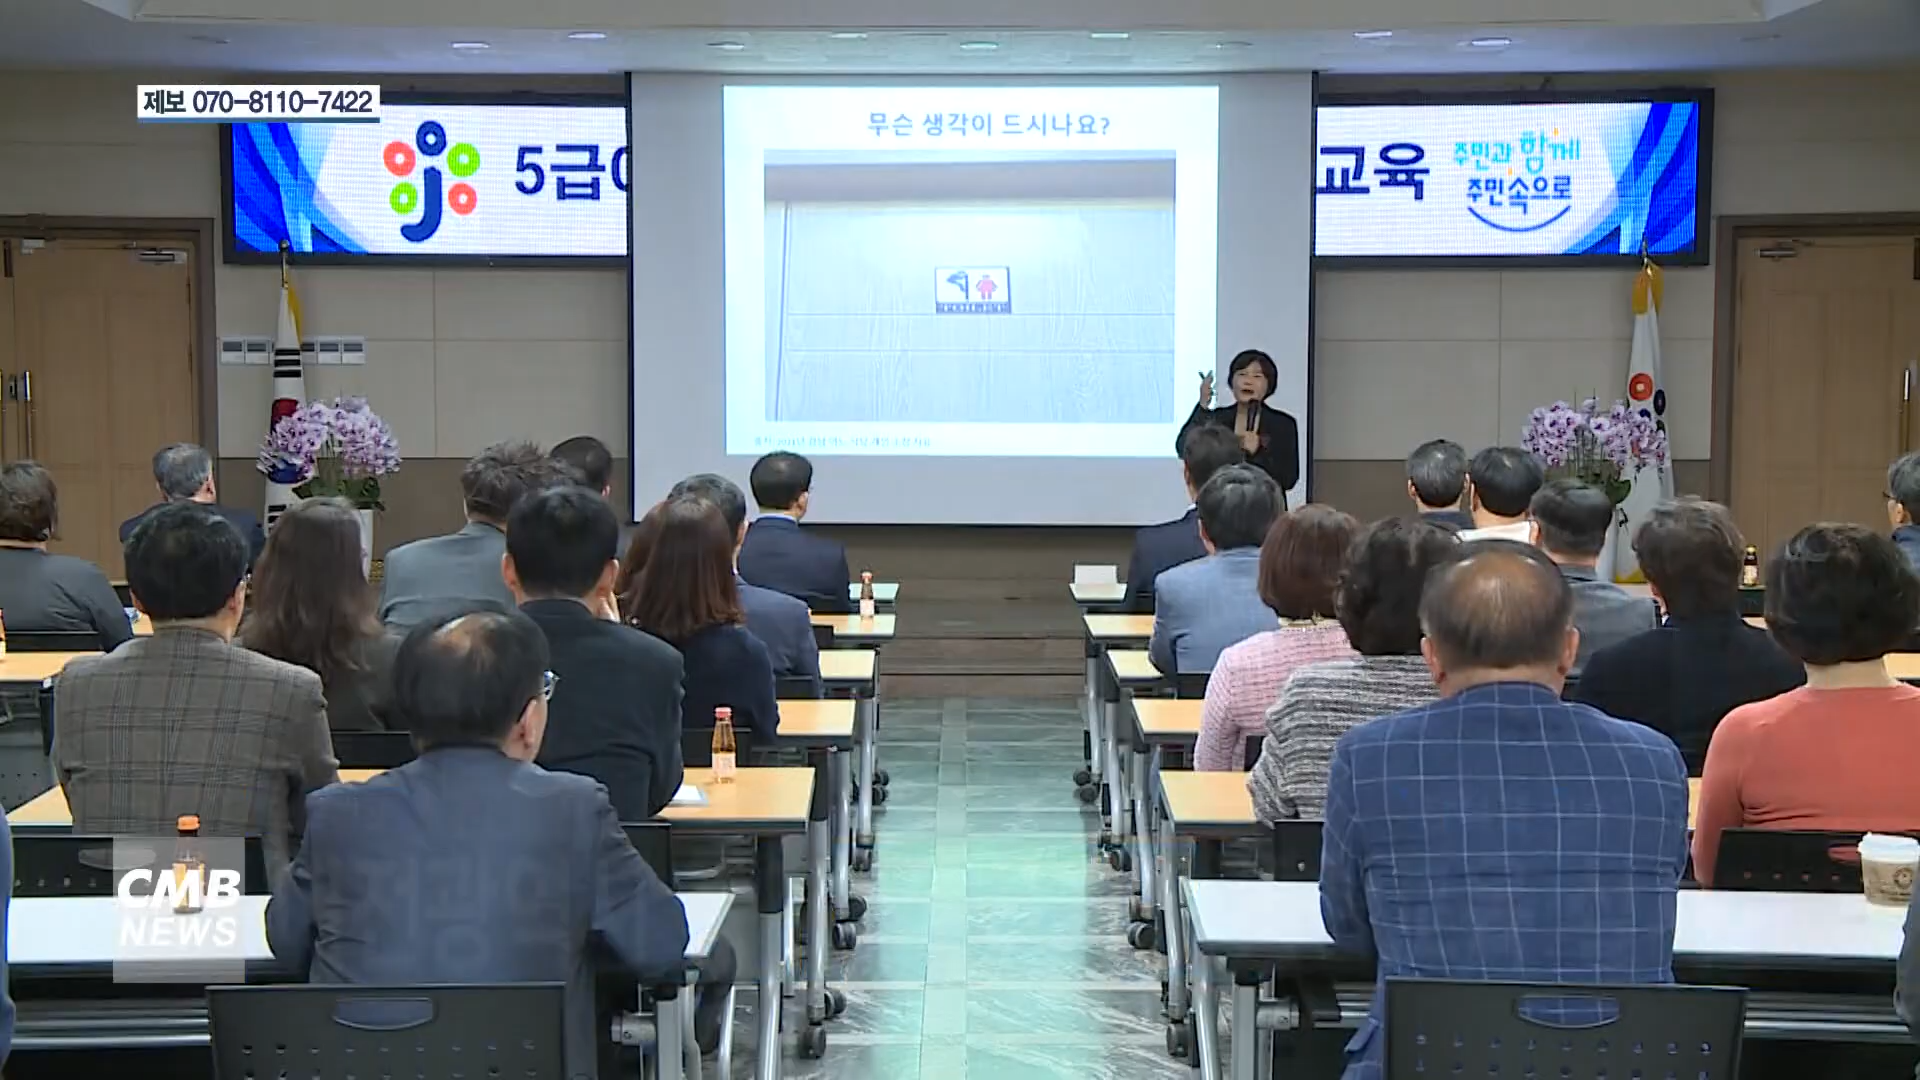 제보 070-8110-7422
무슨 생각이 드시나요?
5급
교육
주민과 함께
주민속으로
CMB
NEWS